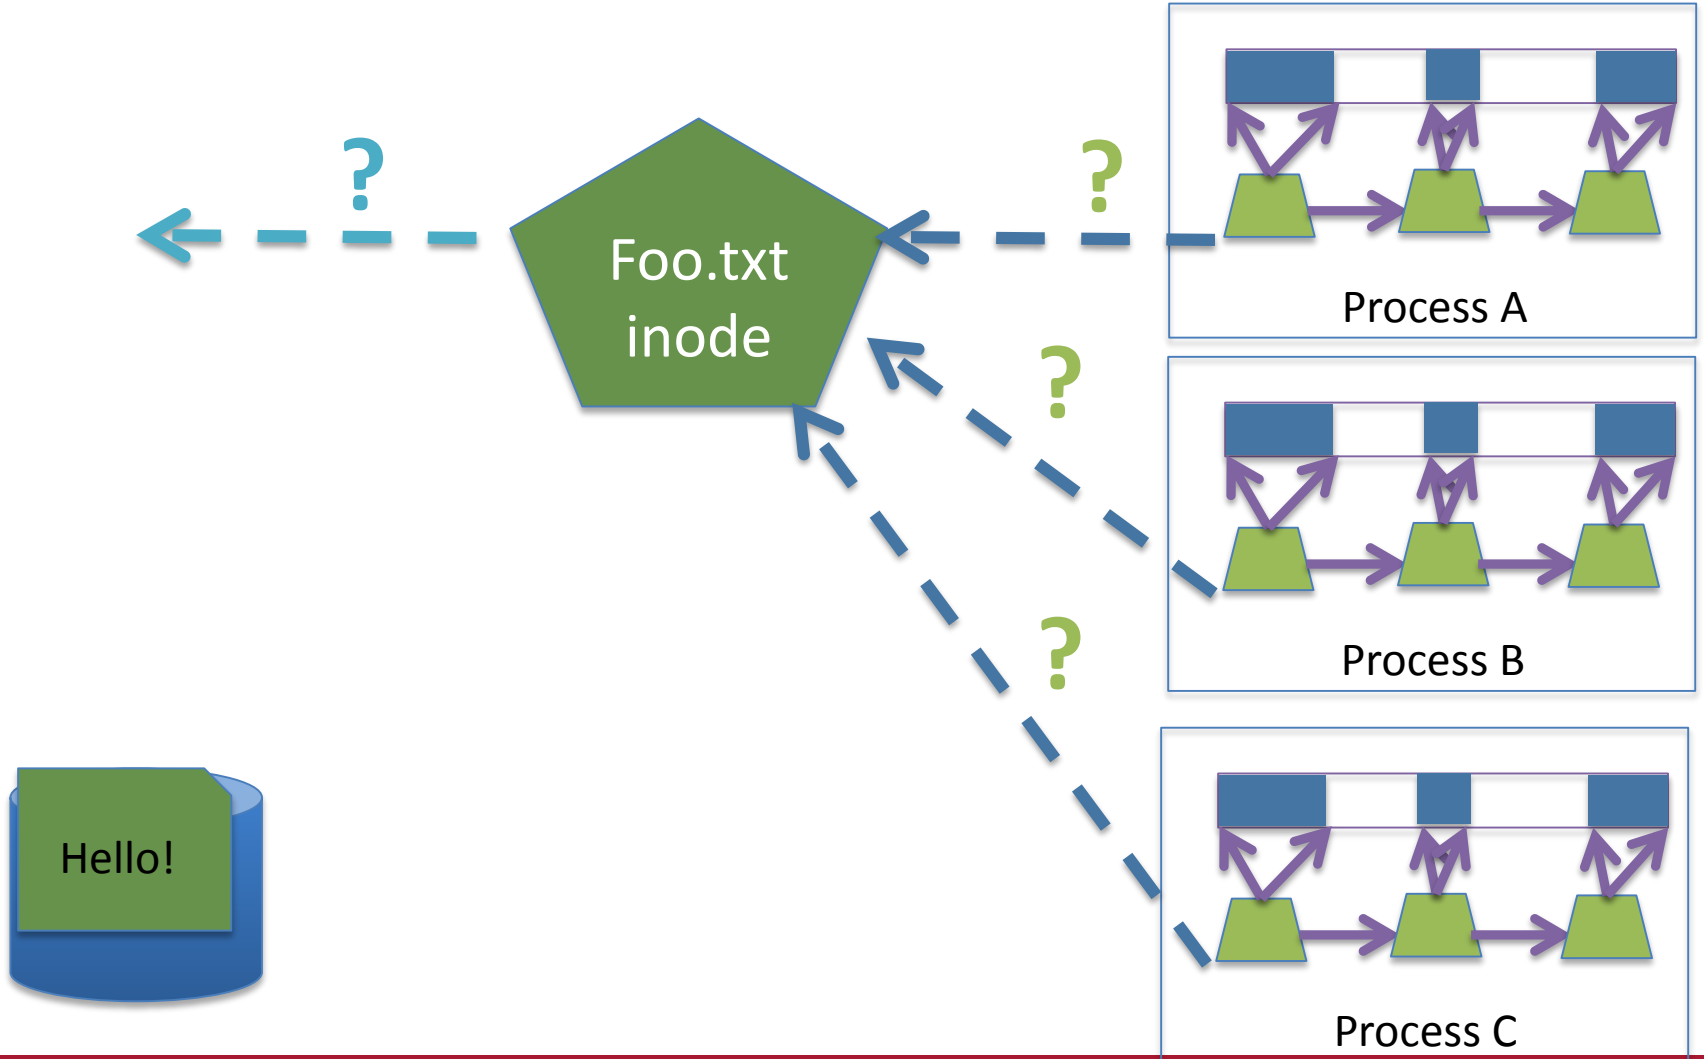 ?
?
Foo.txt
inode
Process A
?
Process B
?
Hello!
Process C